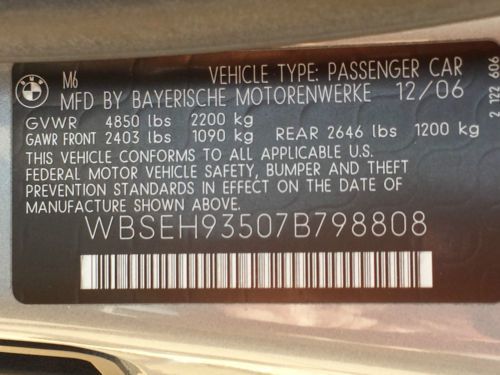 BMW
M6 VEHICLE TYPE: PASSENGER CAR
MFD BY BAYERISCHE MOTORENWERKE 12/06
GVWR 4850 lbs 2200 kg
GAWR FRONT 2403 lbs 1090 kg REAR 2646 lbs 1200 kg
THIS VEHICLE CONFORMS TO ALL APPLICABLE U.S.
FEDERAL MOTOR VEHICLE SAFETY, BUMPER AND THEFT
PREVENTION STANDARDS IN EFFECT ON THE DATE
OF MANUFACTURE SHOWN ABOVE.
WBSEH93507B798808
2 122 606